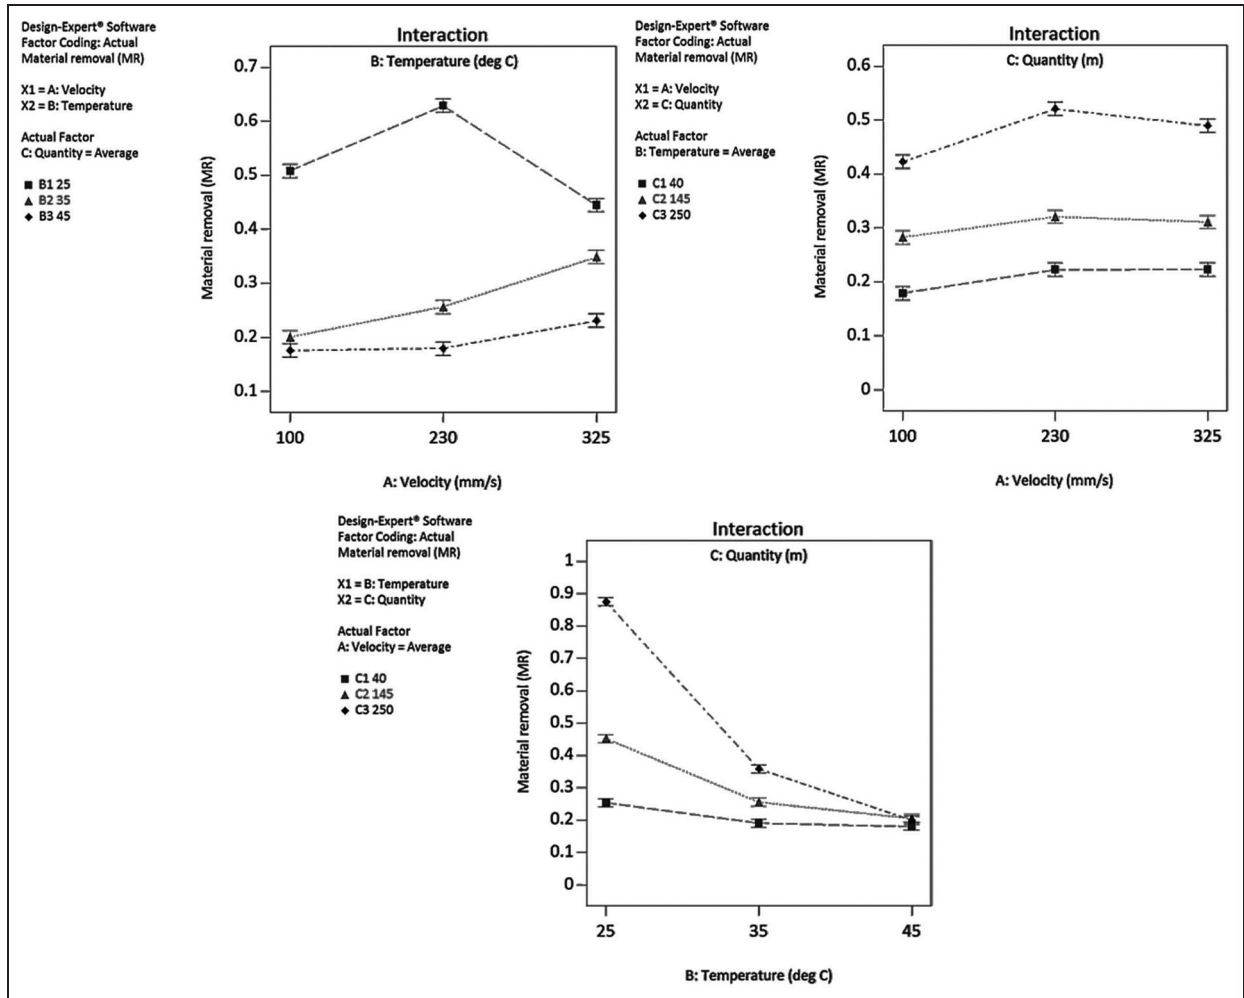 Design-Expert® Software
Factor Coding: Actual
Material removal (MR)
X1 = A: Velocity
X2 = B: Temperature
Actual Factor
C: Quantity = Average
B1 25
B2 35
B3 45
Interaction
B: Temperature (deg C)
Material removal (MR)
0.7
0.6
0.5
0.4
0.3
0.2
0.1
100 230 325
A: Velocity (mm/s)
Design-Expert® Software
Factor Coding: Actual
Material removal (MR)
X1 = A: Velocity
X2 = C: Quantity
Actual Factor
B: Temperature = Average
C1 40
C2 145
C3 250
Interaction
C: Quantity (m)
Material removal (MR)
0.6
0.5
0.4
0.3
0.2
0.1
0
100 230 325
A: Velocity (mm/s)
Design-Expert® Software
Factor Coding: Actual
Material removal (MR)
X1 = B: Temperature
X2 = C: Quantity
Actual Factor
A: Velocity = Average
C1 40
C2 145
C3 250
Interaction
C: Quantity (m)
Material removal (MR)
1
0.9
0.8
0.7
0.6
0.5
0.4
0.3
0.2
0.1
0
25 35 45
B: Temperature (deg C)